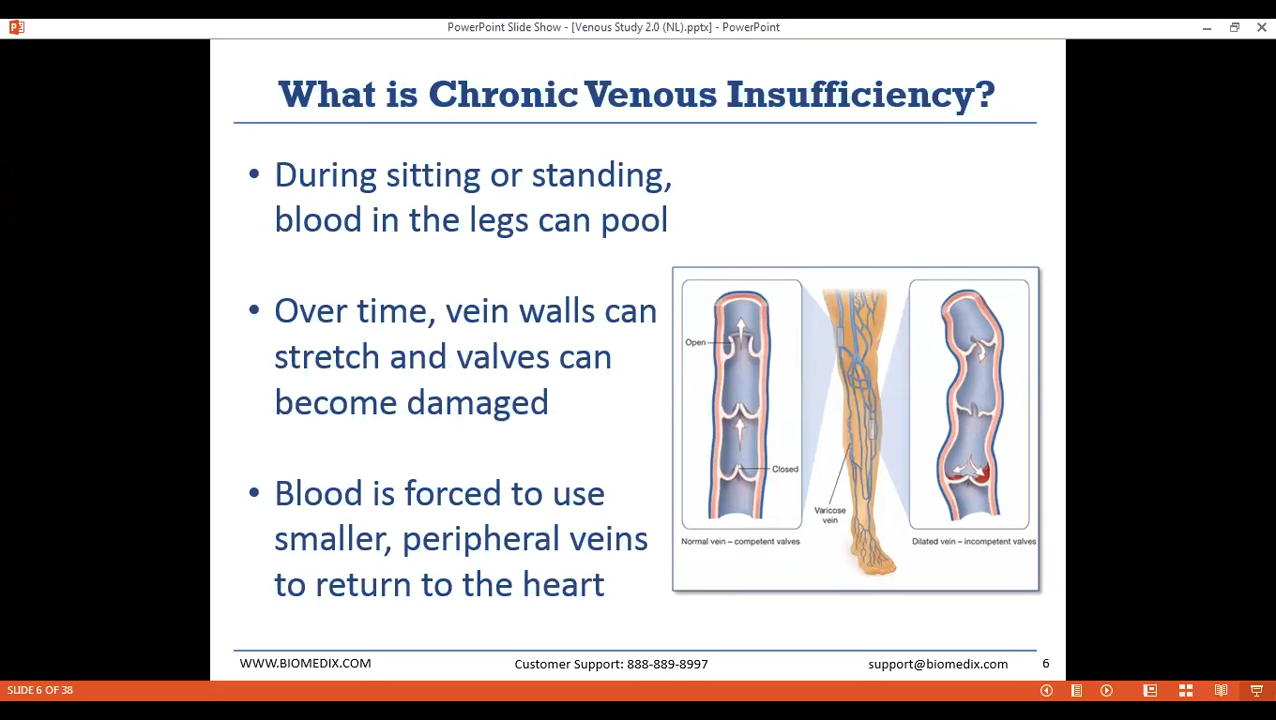 PowerPoint Slide Show - [Venous Study 2.0 (NL).pptx] - PowerPoint
What is Chronic Venous Insufficiency?
• During sitting or standing,
blood in the legs can pool
• Over time, vein walls can
stretch and valves can
become damaged
• Blood is forced to use
smaller, peripheral veins
to return to the heart
Open
Closed
Normal vein – competent valves
Varicose
vein
Dilated vein – incompetent valves
WWW.BIOMEDIX.COM
Customer Support: 888-889-8997
support@biomedix.com
6
SLIDE 6 OF 38